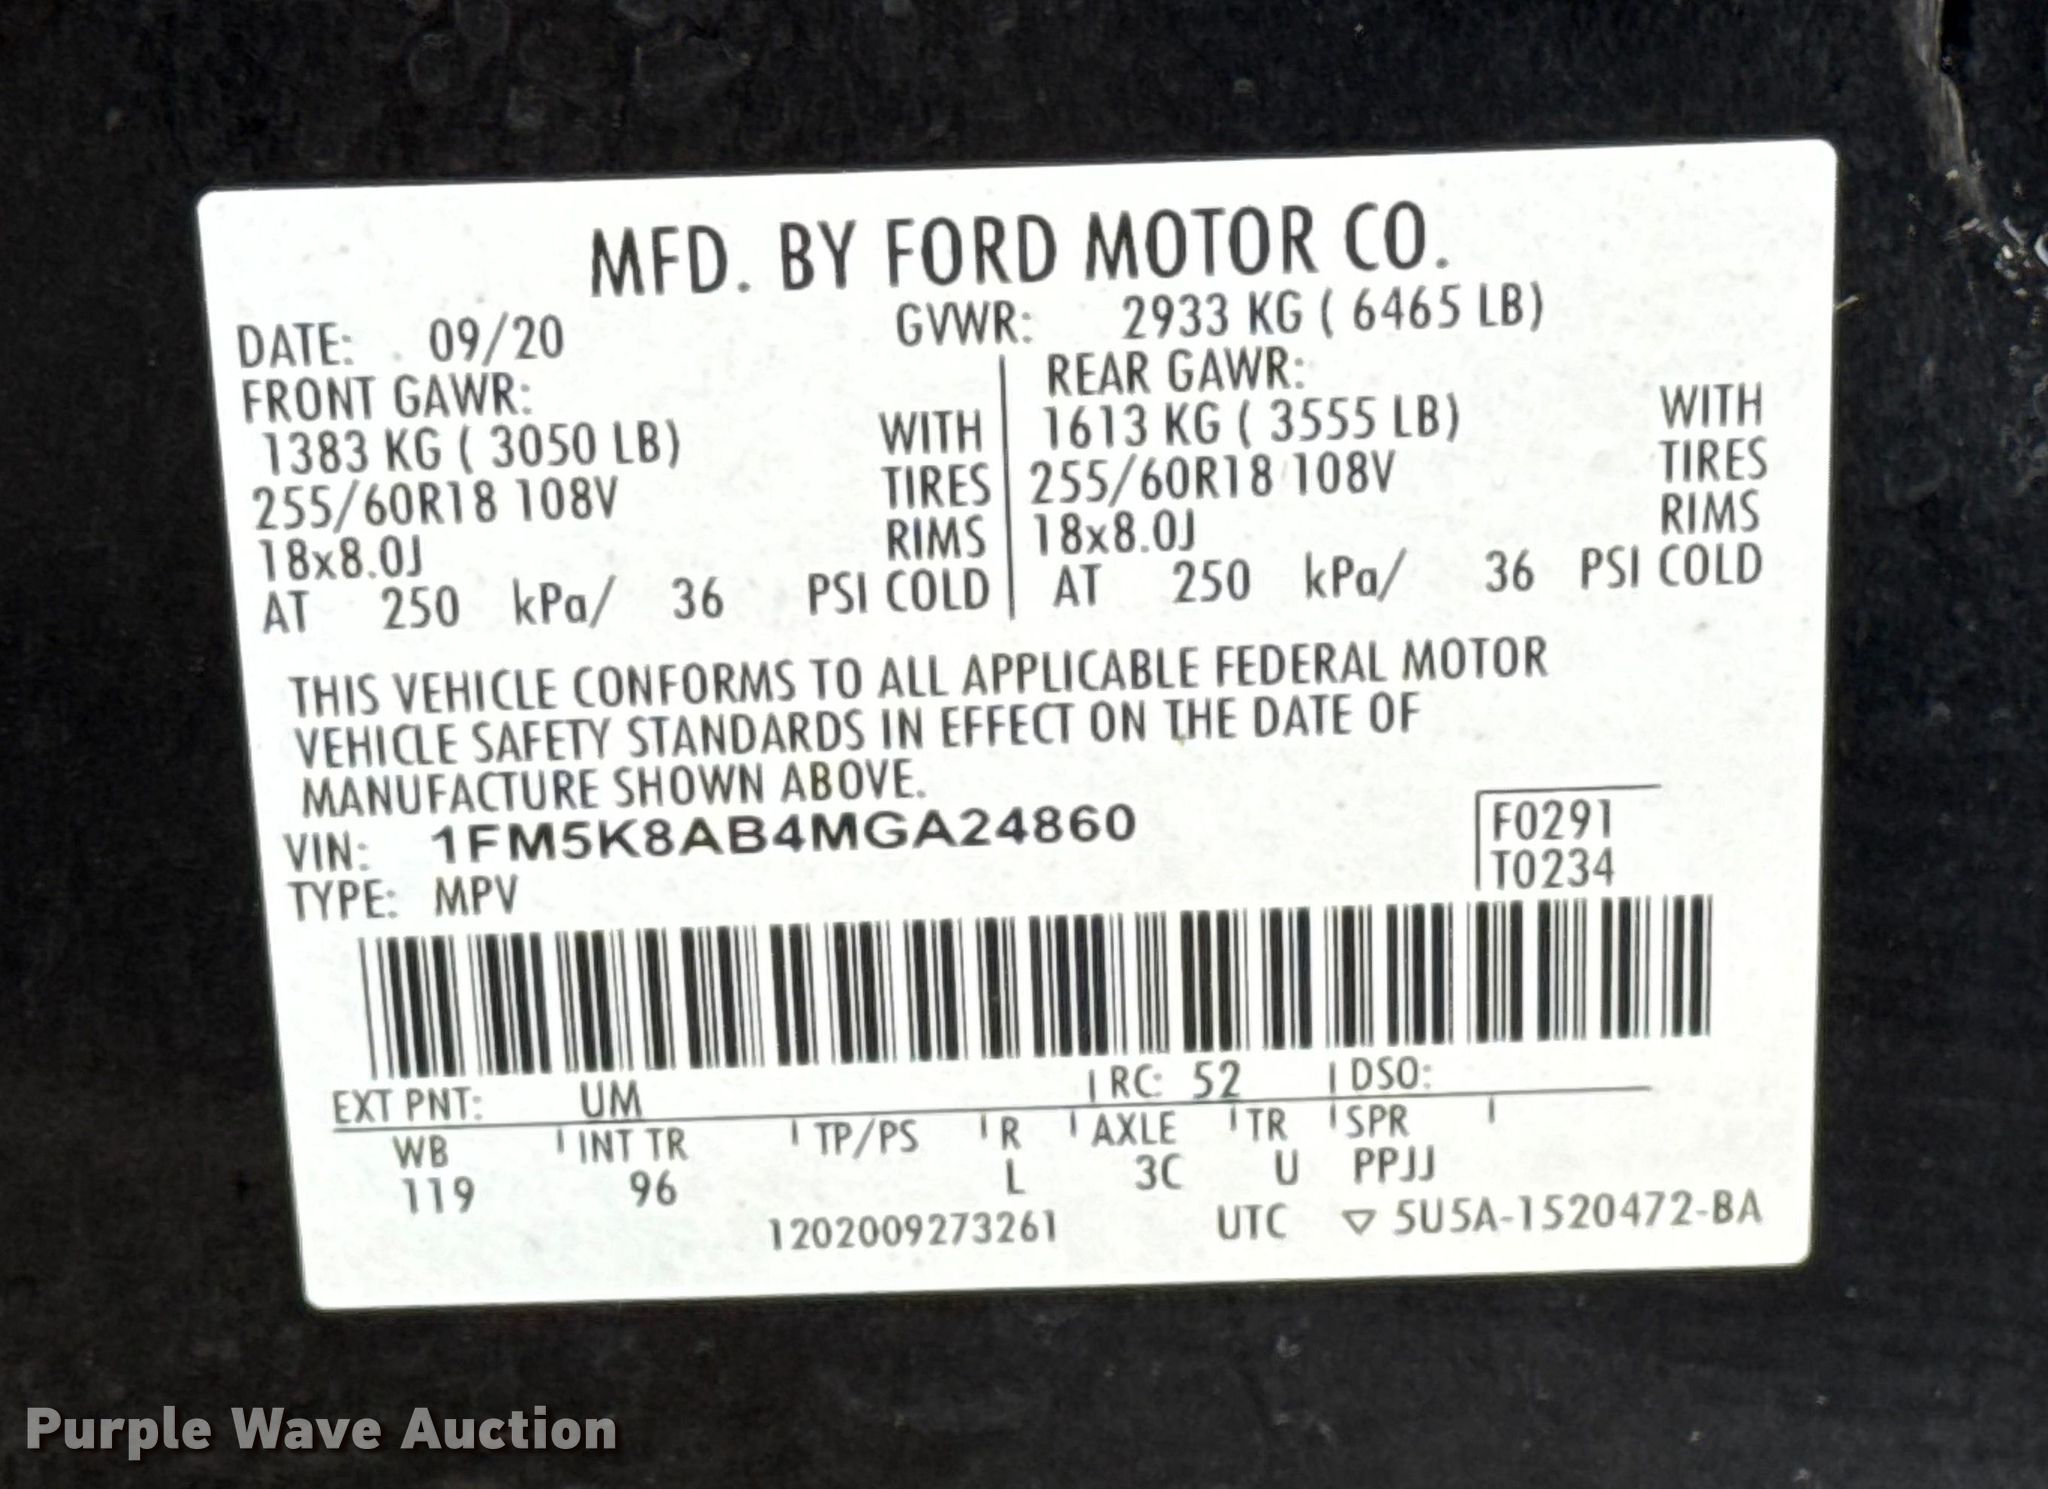 MFD. BY FORD MOTOR CO.
DATE: 09/20 GVWR: 2933 KG ( 6465 LB)
FRONT GAWR: REAR GAWR:
1383 KG ( 3050 LB) WITH 1613 KG ( 3555 LB) WITH
255/60R18 108V TIRES 255/60R18 108V TIRES
18x8.0J RIMS 18x8.0J RIMS
AT 250 kPa/ 36 PSI COLD AT 250 kPa/ 36 PSI COLD
THIS VEHICLE CONFORMS TO ALL APPLICABLE FEDERAL MOTOR
VEHICLE SAFETY STANDARDS IN EFFECT ON THE DATE OF
MANUFACTURE SHOWN ABOVE.
VIN: 1FM5K8AB4MGA24860 F0291
TYPE: MPV T0234
EXT PNT: UM RC: 52 DSO:
WB INT TR TP/PS R AXLE TR SPR
119 96 L 3C U PPJJ
1202009273261 UTC ▽ 5U5A-1520472-BA
Purple Wave Auction